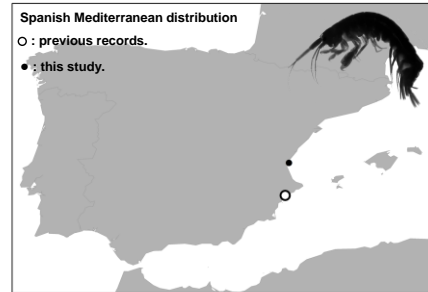 Spanish Mediterranean distribution
: previous records.
: this study.